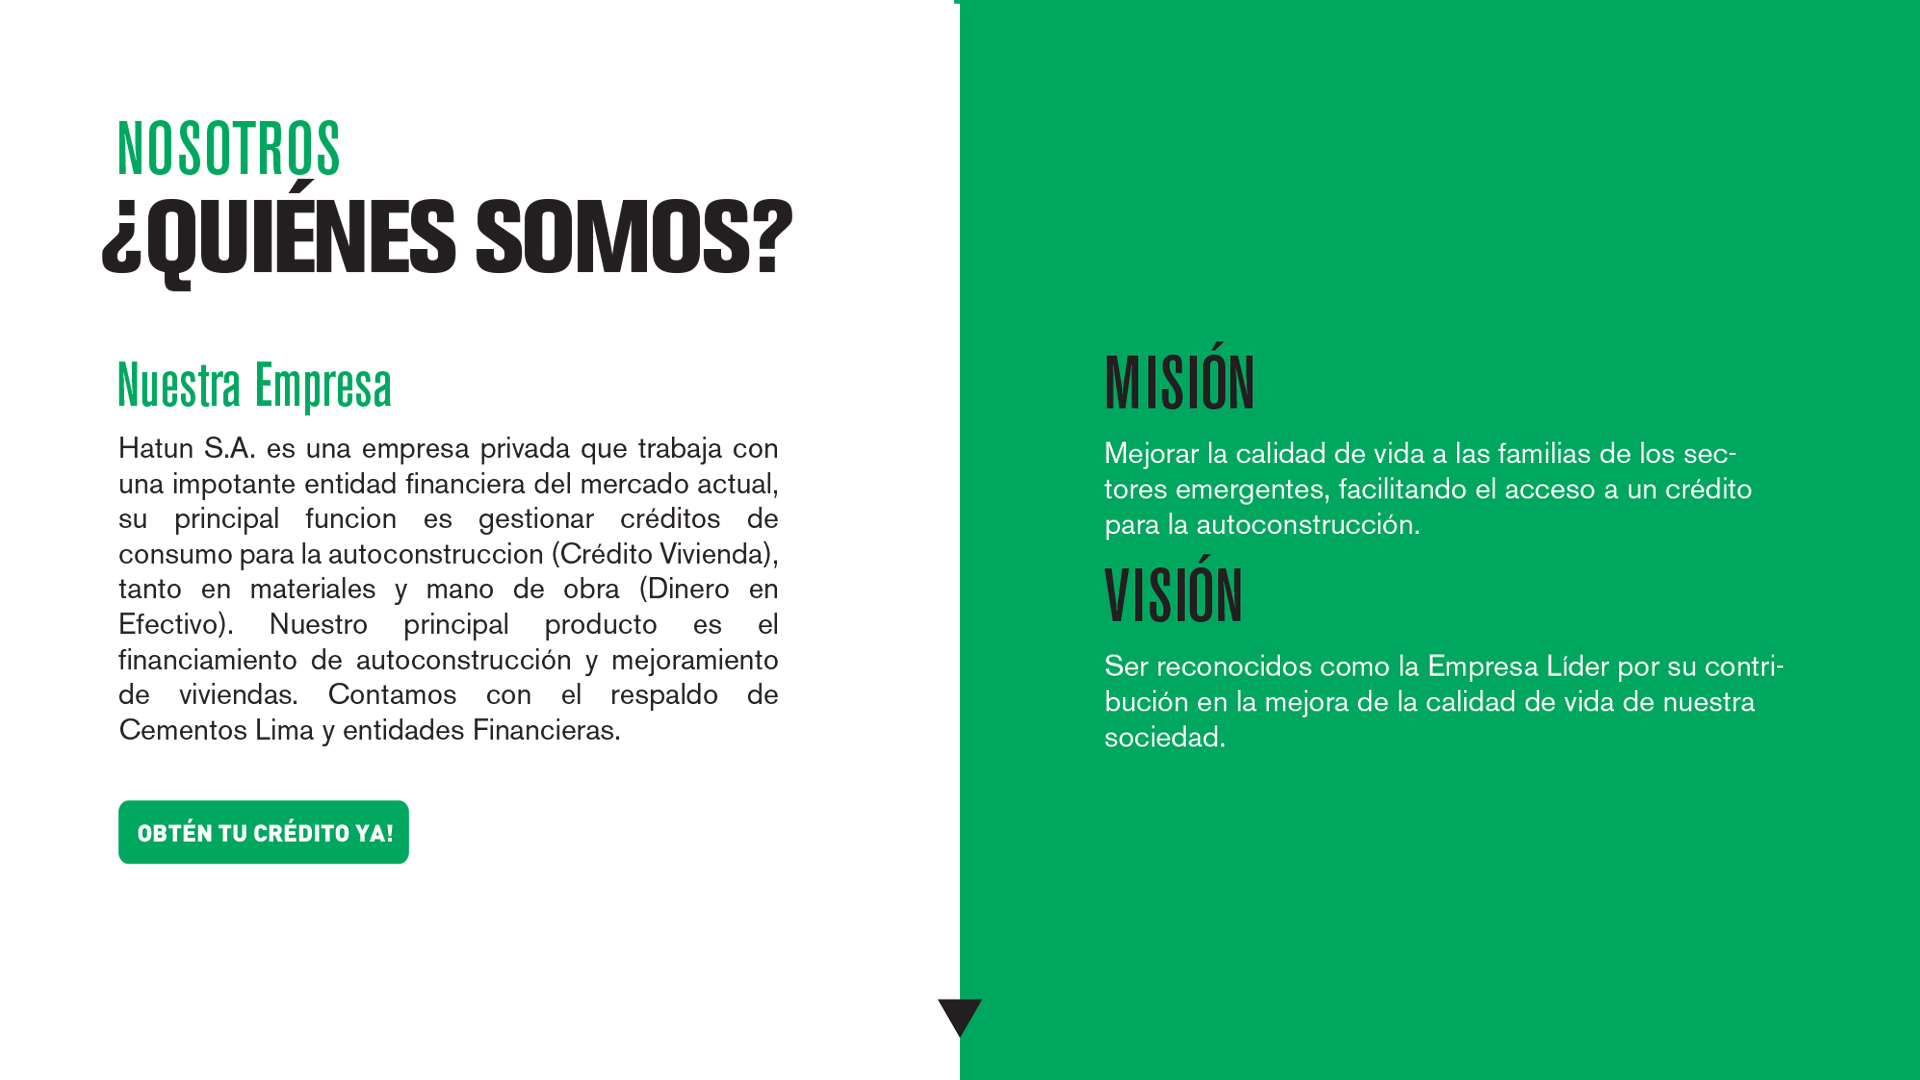 NOSOTROS
¿QUIÉNES SOMOS?
Nuestra Empresa
Hatun S.A. es una empresa privada que trabaja con
una impotante entidad financiera del mercado actual,
su principal funcion es gestionar créditos de
consumo para la autoconstruccion (Crédito Vivienda),
tanto en materiales y mano de obra (Dinero en
Efectivo). Nuestro principal producto es el
financiamiento de autoconstrucción y mejoramiento
de viviendas. Contamos con el respaldo de
Cementos Lima y entidades Financieras.
OBTÉN TU CRÉDITO YA!
MISIÓN
Mejorar la calidad de vida a las familias de los sec-
tores emergentes, facilitando el acceso a un crédito
para la autoconstrucción.
VISIÓN
Ser reconocidos como la Empresa Líder por su contri-
bución en la mejora de la calidad de vida de nuestra
sociedad.